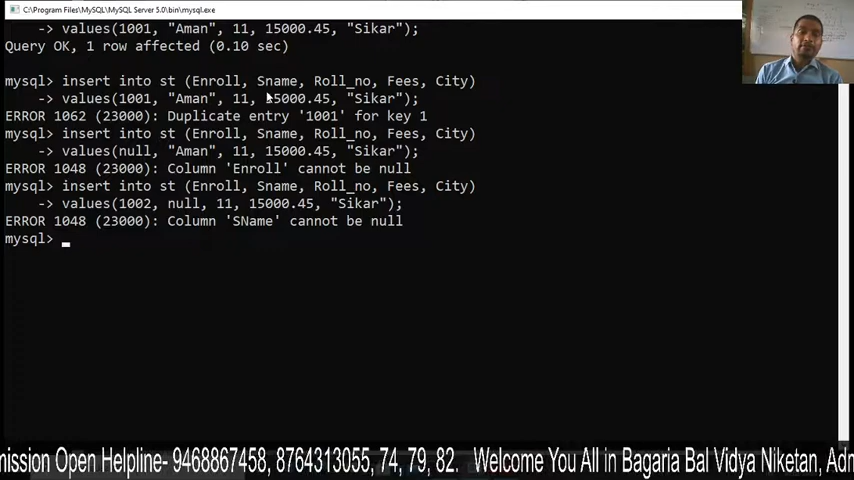 C:\Program Files\MySQL\MySQL Server 5.0\bin\mysql.exe
-> values(1001, "Aman", 11, 15000.45, "Sikar");
Query OK, 1 row affected (0.10 sec)
mysql> insert into st (Enroll, Sname, Roll_no, Fees, City)
-> values(1001, "Aman", 11, 15000.45, "Sikar");
ERROR 1062 (23000): Duplicate entry '1001' for key 1
mysql> insert into st (Enroll, Sname, Roll_no, Fees, City)
-> values(null, "Aman", 11, 15000.45, "Sikar");
ERROR 1048 (23000): Column 'Enroll' cannot be null
mysql> insert into st (Enroll, Sname, Roll_no, Fees, City)
-> values(1002, null, 11, 15000.45, "Sikar");
ERROR 1048 (23000): Column 'SName' cannot be null
mysql>
mission Open Helpline- 9468867458, 8764313055, 74, 79, 82. Welcome You All in Bagaria Bal Vidya Niketan, Adm